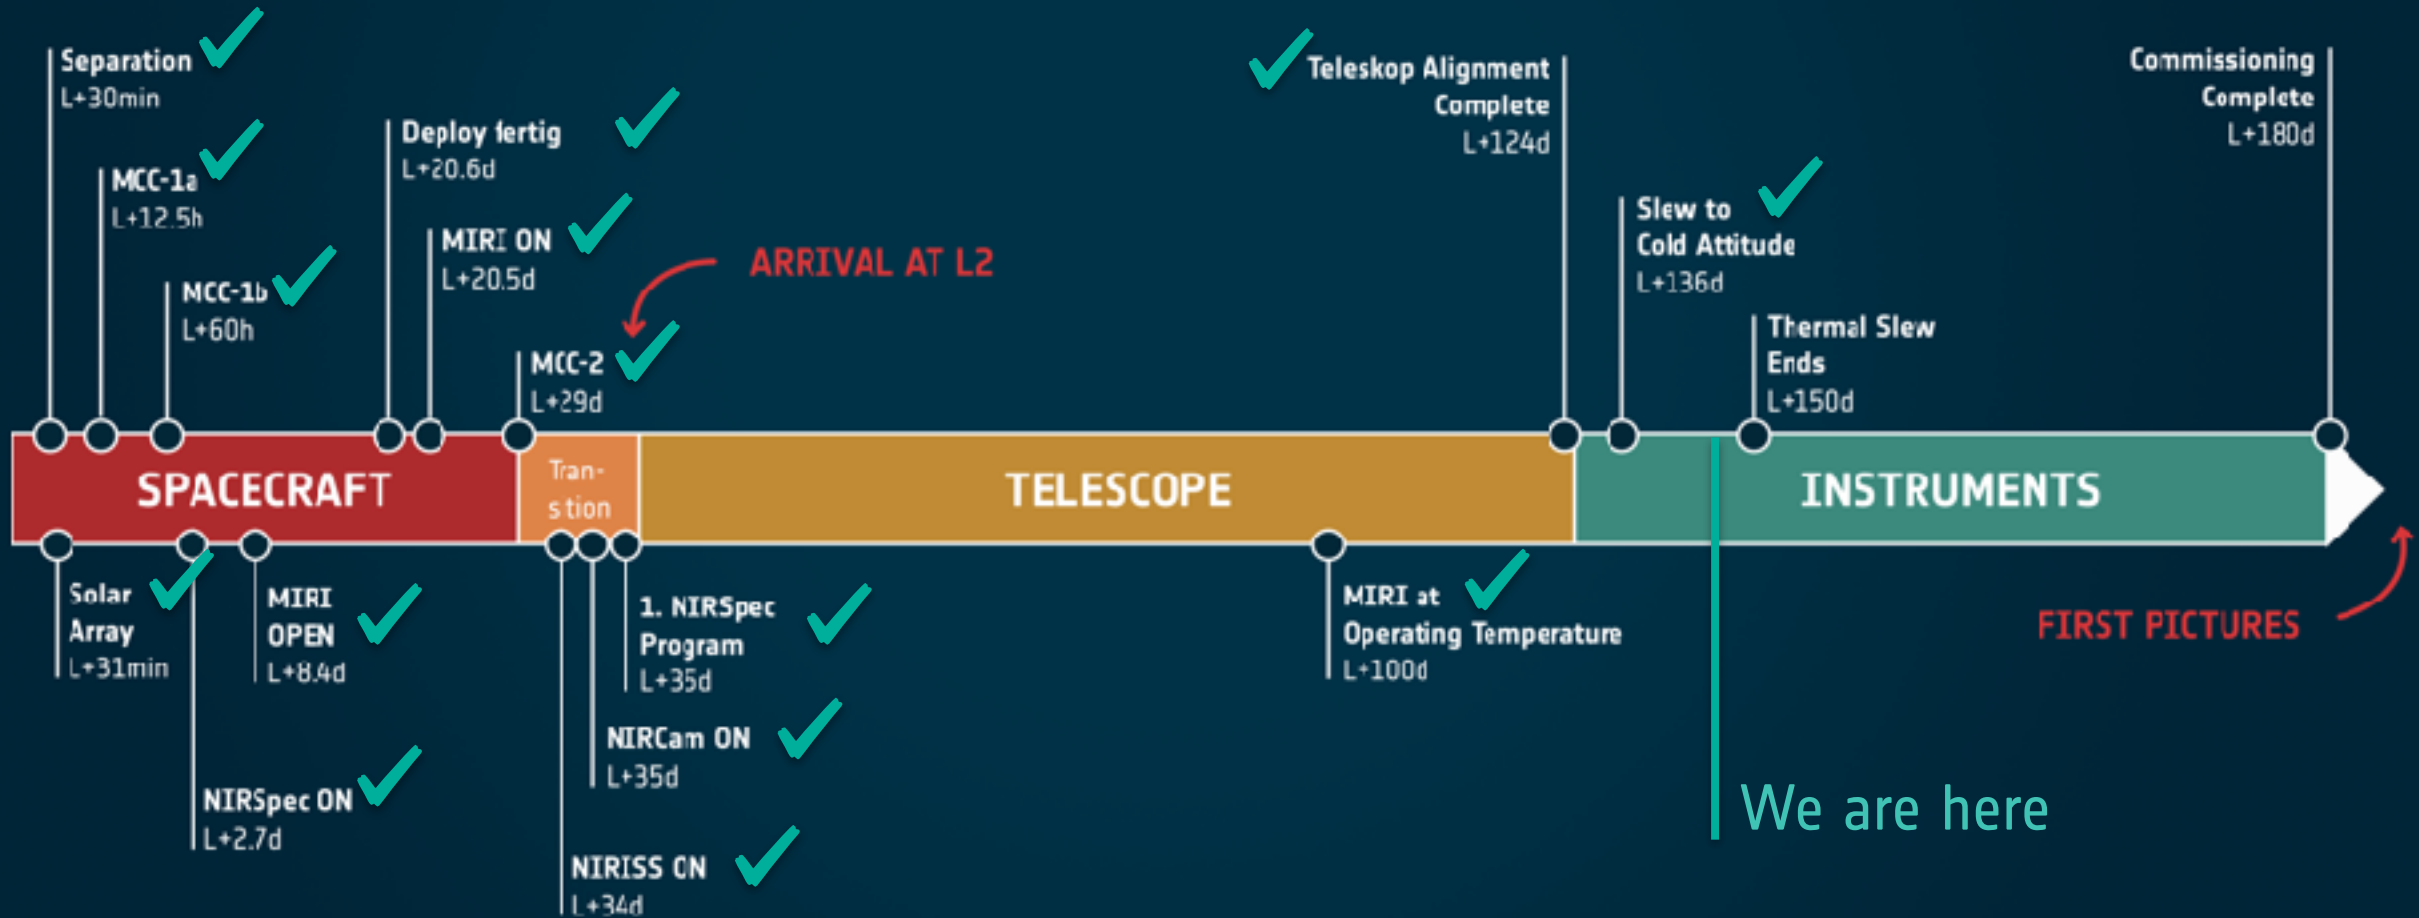 Separation
L+30min
MCC-1a
L+12.5h
MCC-1b
L+60h
Deploy fertig
L+20.6d
MIRI ON
L+20.5d
MCC-2
L+29d
ARRIVAL AT L2
Teleskop Alignment
Complete
L+124d
Slew to
Cold Attitude
L+136d
Thermal Slew
Ends
L+150d
Commissioning
Complete
L+180d
SPACECRAFT
Tran-
stion
TELESCOPE
INSTRUMENTS
Solar
Array
L+31min
NIRSpec ON
L+2.7d
MIRI
OPEN
L+8.4d
1. NIRSpec
Program
L+35d
NIRCam ON
L+35d
NIRISS ON
L+34d
MIRI at
Operating Temperature
L+100d
FIRST PICTURES
We are here